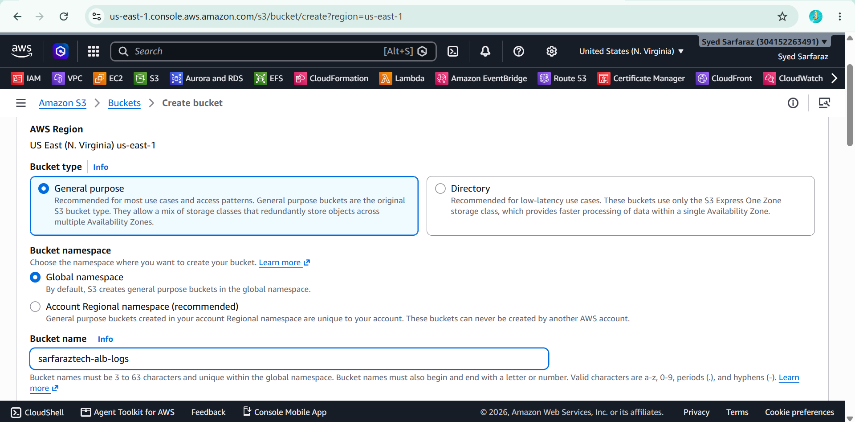 us-east-1.console.aws.amazon.com/s3/bucket/create?region=us-east-1
aws
Search
[Alt+S]
United States (N. Virginia) ▼
Syed Sarfaraz (304152263491) ▼
Syed Sarfaraz
IAM VPC EC2 S3 Aurora and RDS EFS CloudFormation Lambda Amazon EventBridge Route 53 Certificate Manager CloudFront CloudWatch
Amazon S3 > Buckets > Create bucket
AWS Region
US East (N. Virginia) us-east-1
Bucket type Info
General purpose
Recommended for most use cases and access patterns. General purpose buckets are the original
S3 bucket type. They allow a mix of storage classes that redundantly store objects across
multiple Availability Zones.
Directory
Recommended for low-latency use cases. These buckets use only the S3 Express One Zone
storage class, which provides faster processing of data within a single Availability Zone.
Bucket namespace
Choose the namespace where you want to create your bucket. Learn more
Global namespace
By default, S3 creates general purpose buckets in the global namespace.
Account Regional namespace (recommended)
General purpose buckets created in your account Regional namespace are unique to your account. These buckets can never be created by another AWS account.
Bucket name Info
sarfaraztech-alb-logs
Bucket names must be 3 to 63 characters and unique within the global namespace. Bucket names must also begin and end with a letter or number. Valid characters are a-z, 0-9, periods (.), and hyphens (-). Learn
more
CloudShell Agent Toolkit for AWS Feedback Console Mobile App © 2026, Amazon Web Services, Inc. or its affiliates. Privacy Terms Cookie preferences